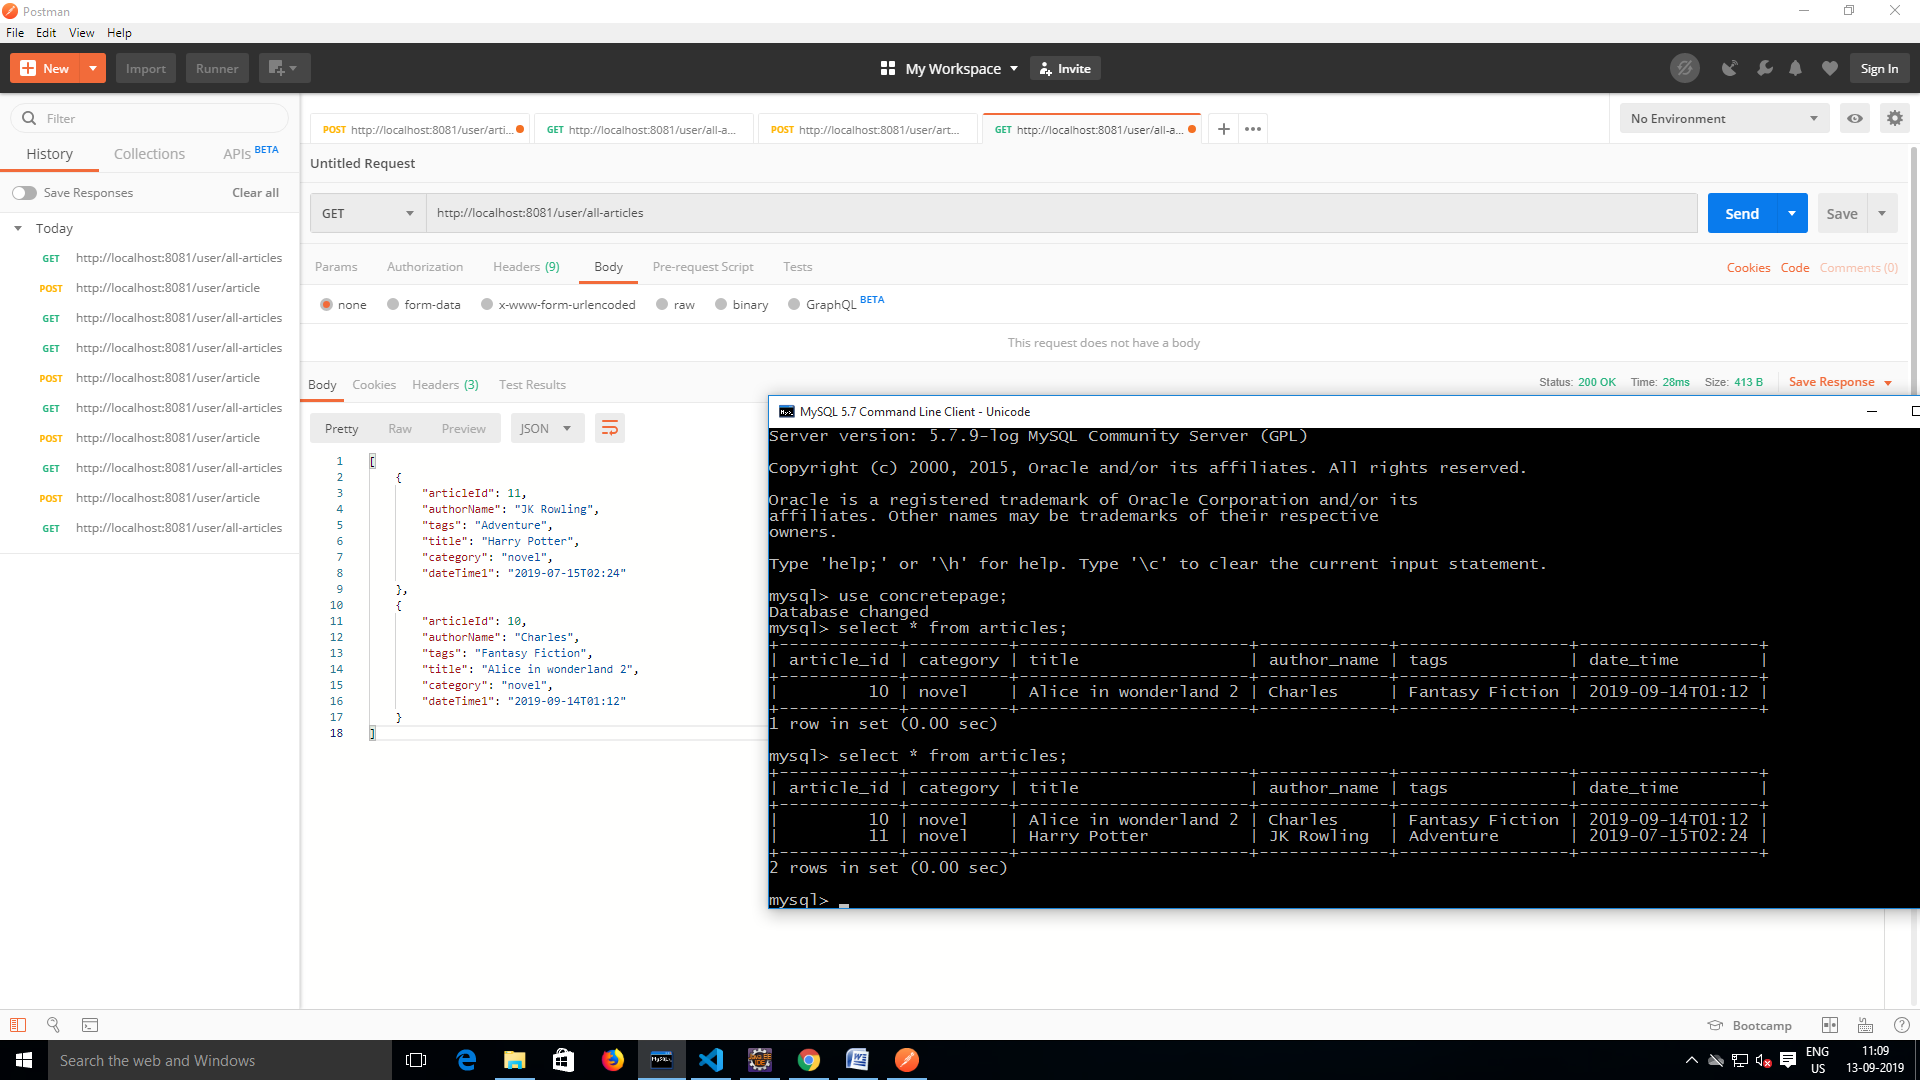 Postman
File Edit View Help
New Import Runner My Workspace Invite Sign In
Filter
History Collections APIs BETA
Save Responses Clear all
Today
GET http://localhost:8081/user/all-articles
POST http://localhost:8081/user/article
GET http://localhost:8081/user/all-articles
GET http://localhost:8081/user/all-articles
POST http://localhost:8081/user/article
GET http://localhost:8081/user/all-articles
POST http://localhost:8081/user/article
GET http://localhost:8081/user/all-articles
POST http://localhost:8081/user/article
GET http://localhost:8081/user/all-articles
POST http://localhost:8081/user/arti... GET http://localhost:8081/user/all-a... POST http://localhost:8081/user/art... GET http://localhost:8081/user/all-a... No Environment
Untitled Request
GET http://localhost:8081/user/all-articles Send Save
Params Authorization Headers (9) Body Pre-request Script Tests Cookies Code Comments (0)
none form-data x-www-form-urlencoded raw binary GraphQL BETA
This request does not have a body
Body Cookies Headers (3) Test Results Status: 200 OK Time: 28ms Size: 413 B Save Response
Pretty Raw Preview JSON
1 [
2 {
3 "articleId": 11,
4 "authorName": "JK Rowling",
5 "tags": "Adventure",
6 "title": "Harry Potter",
7 "category": "novel",
8 "dateTime1": "2019-07-15T02:24"
9 },
10 {
11 "articleId": 10,
12 "authorName": "Charles",
13 "tags": "Fantasy Fiction",
14 "title": "Alice in wonderland 2",
15 "category": "novel",
16 "dateTime1": "2019-09-14T01:12"
17 }
18 ]
MySQL 5.7 Command Line Client - Unicode
Server version: 5.7.9-log MySQL Community Server (GPL)
Copyright (c) 2000, 2015, Oracle and/or its affiliates. All rights reserved.
Oracle is a registered trademark of Oracle Corporation and/or its
affiliates. Other names may be trademarks of their respective
owners.
Type 'help;' or '\h' for help. Type '\c' to clear the current input statement.
mysql> use concretepage;
Database changed
mysql> select * from articles;
+------------+----------+-----------------------+-------------+-----------------+------------------+
| article_id | category | title                 | author_name | tags            | date_time        |
+------------+----------+-----------------------+-------------+-----------------+------------------+
|         10 | novel    | Alice in wonderland 2 | Charles     | Fantasy Fiction | 2019-09-14T01:12 |
+------------+----------+-----------------------+-------------+-----------------+------------------+
1 row in set (0.00 sec)
mysql> select * from articles;
+------------+----------+-----------------------+-------------+-----------------+------------------+
| article_id | category | title                 | author_name | tags            | date_time        |
+------------+----------+-----------------------+-------------+-----------------+------------------+
|         10 | novel    | Alice in wonderland 2 | Charles     | Fantasy Fiction | 2019-09-14T01:12 |
|         11 | novel    | Harry Potter          | JK Rowling  | Adventure       | 2019-07-15T02:24 |
+------------+----------+-----------------------+-------------+-----------------+------------------+
2 rows in set (0.00 sec)
mysql> _
Bootcamp
Search the web and Windows
ENG
US
11:09
13-09-2019